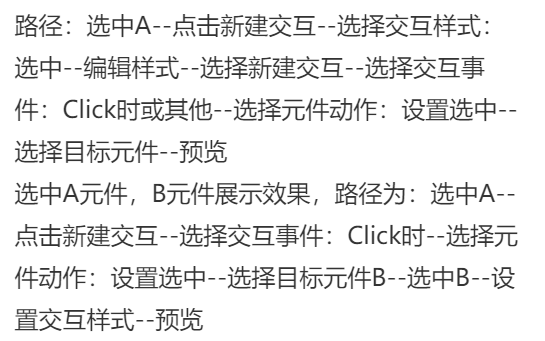 路径：选中A--点击新建交互--选择交互样式：
选中--编辑样式--选择新建交互--选择交互事
件：Click时或其他--选择元件动作：设置选中--
选择目标元件--预览
选中A元件，B元件展示效果，路径为：选中A--
点击新建交互--选择交互事件：Click时--选择元
件动作：设置选中--选择目标元件B--选中B--设
置交互样式--预览